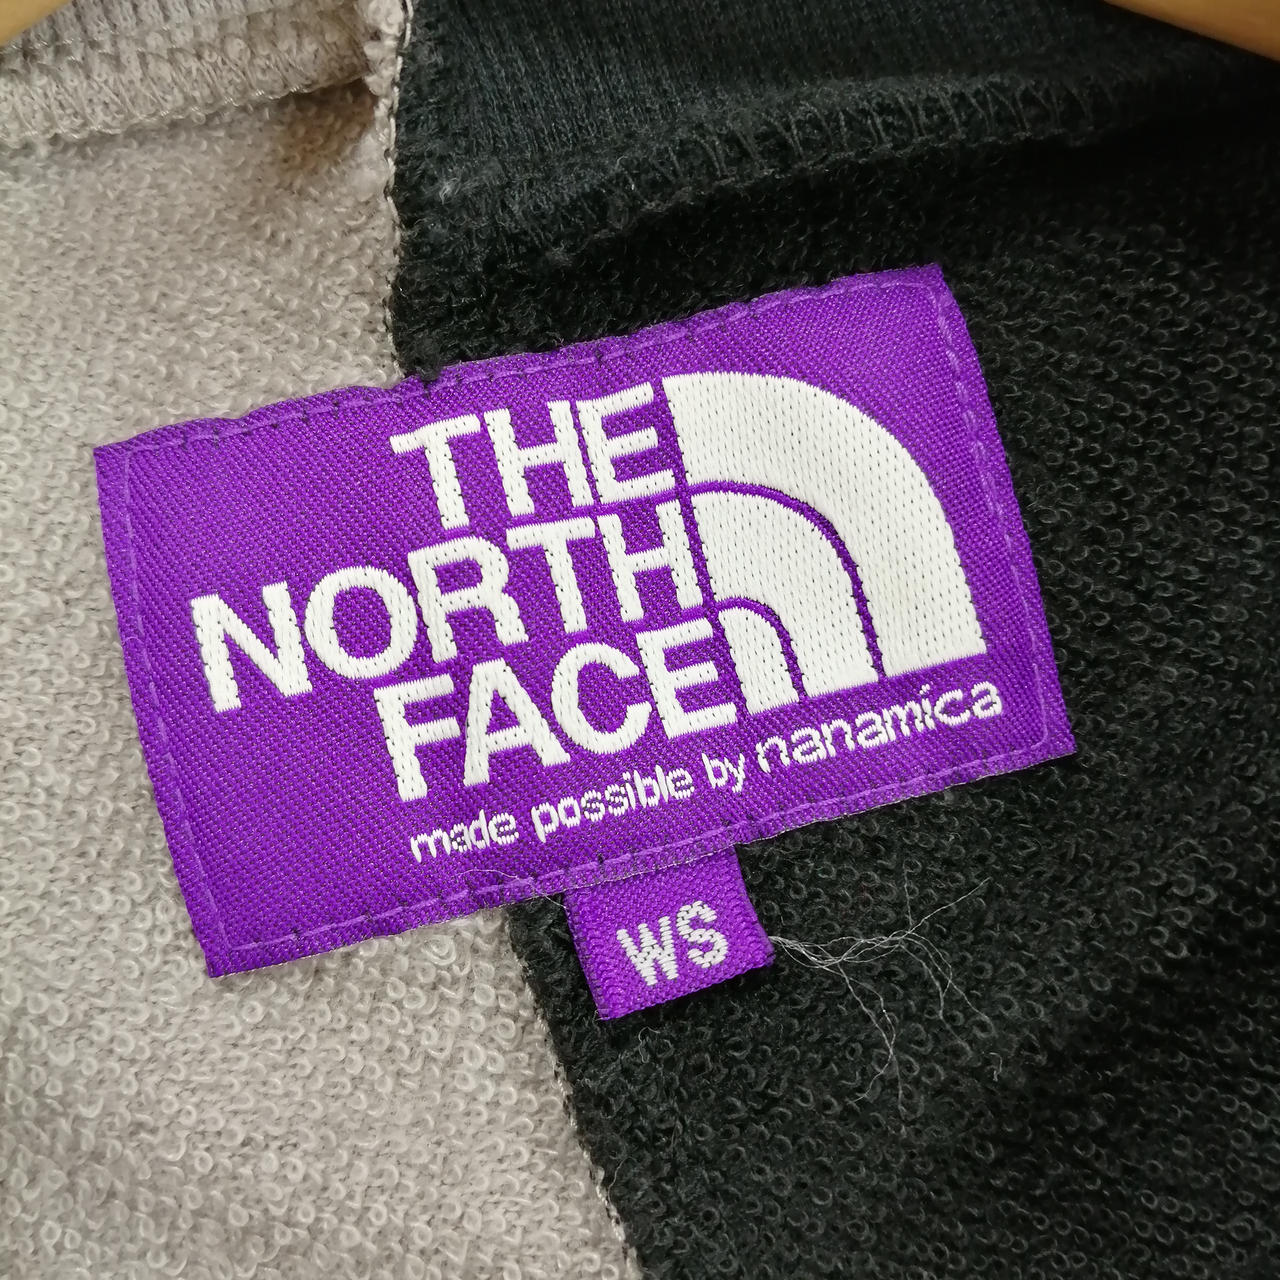 THE
NORTH
FACE
made possible by nanamica
WS